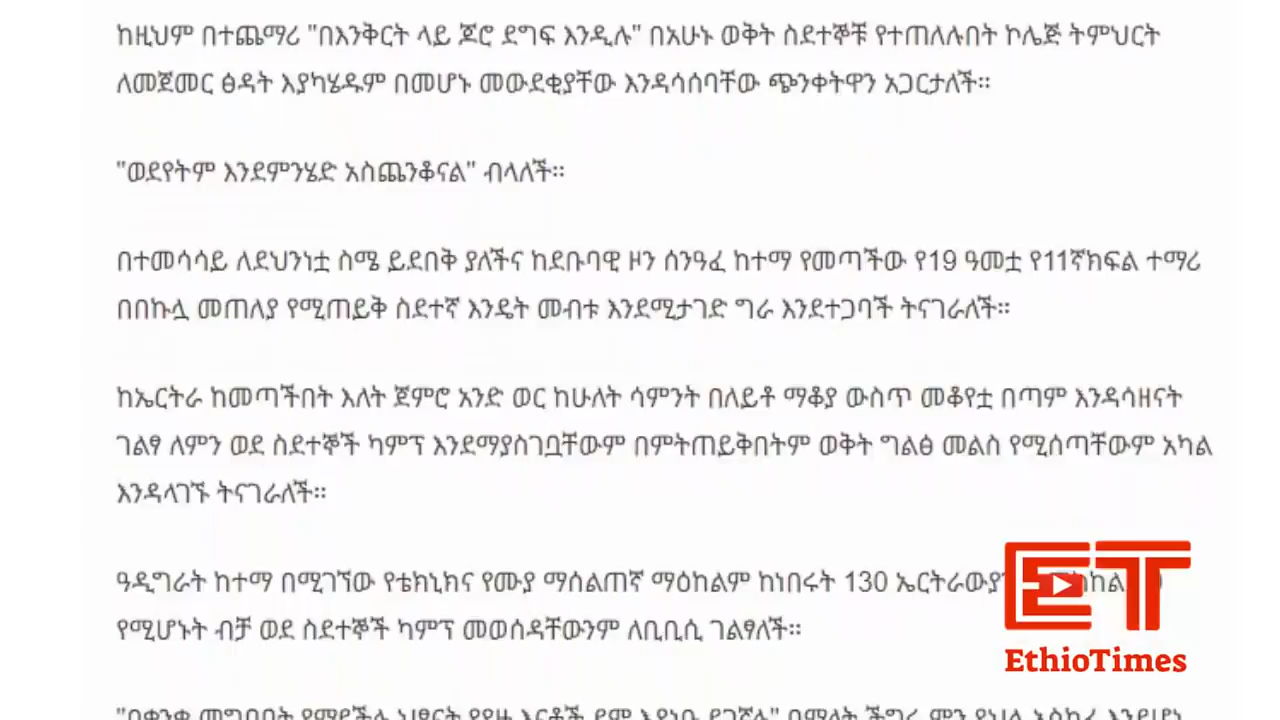 ከዚህም በተጨማሪ "በእንቅርት ላይ ጆሮ ደግፍ እንዲሉ" በአሁኑ ወቅት ስደተኞቹ የተጠለሉበት ኮሌጅ ትምህርት
ለመጀመር ፅዳት እያካሄዱም በመሆኑ መውደቂያቸው እንዳሳሰባቸው ጭንቀትዋን አጋርታለች።
"ወደየትም እንደምንሄድ አስጨንቆናል" ብላለች።
በተመሳሳይ ለደህንነቷ ስሜ ይደበቅ ያለችና ከደቡባዊ ዞን ሰንዓፈ ከተማ የመጣችው የ19 ዓመቷ የ11ኛክፍል ተማሪ
በበኩሏ መጠለያ የሚጠይቅ ስደተኛ እንዴት መብቱ እንደሚታገድ ግራ እንደተጋባች ትናገራለች።
ከኤርትራ ከመጣችበት እለት ጀምሮ አንድ ወር ከሁለት ሳምንት በለይቶ ማቆያ ውስጥ መቆየቷ በጣም እንዳሳዘናት
ገልፃ ለምን ወደ ስደተኞች ካምፕ እንደማያስገቧቸውም በምትጠይቅበትም ወቅት ግልፅ መልስ የሚሰጣቸውም አካል
እንዳላገኙ ትናገራለች።
ዓዲግራት ከተማ በሚገኘው የቴክኒክና የሙያ ማሰልጠኛ ማዕከልም ከነበሩት 130
የሚሆኑት ብቻ ወደ ስደተኞች ካምፕ መወሰዳቸውንም ለቢቢሲ ገልፃለች።
ET
EthioTimes